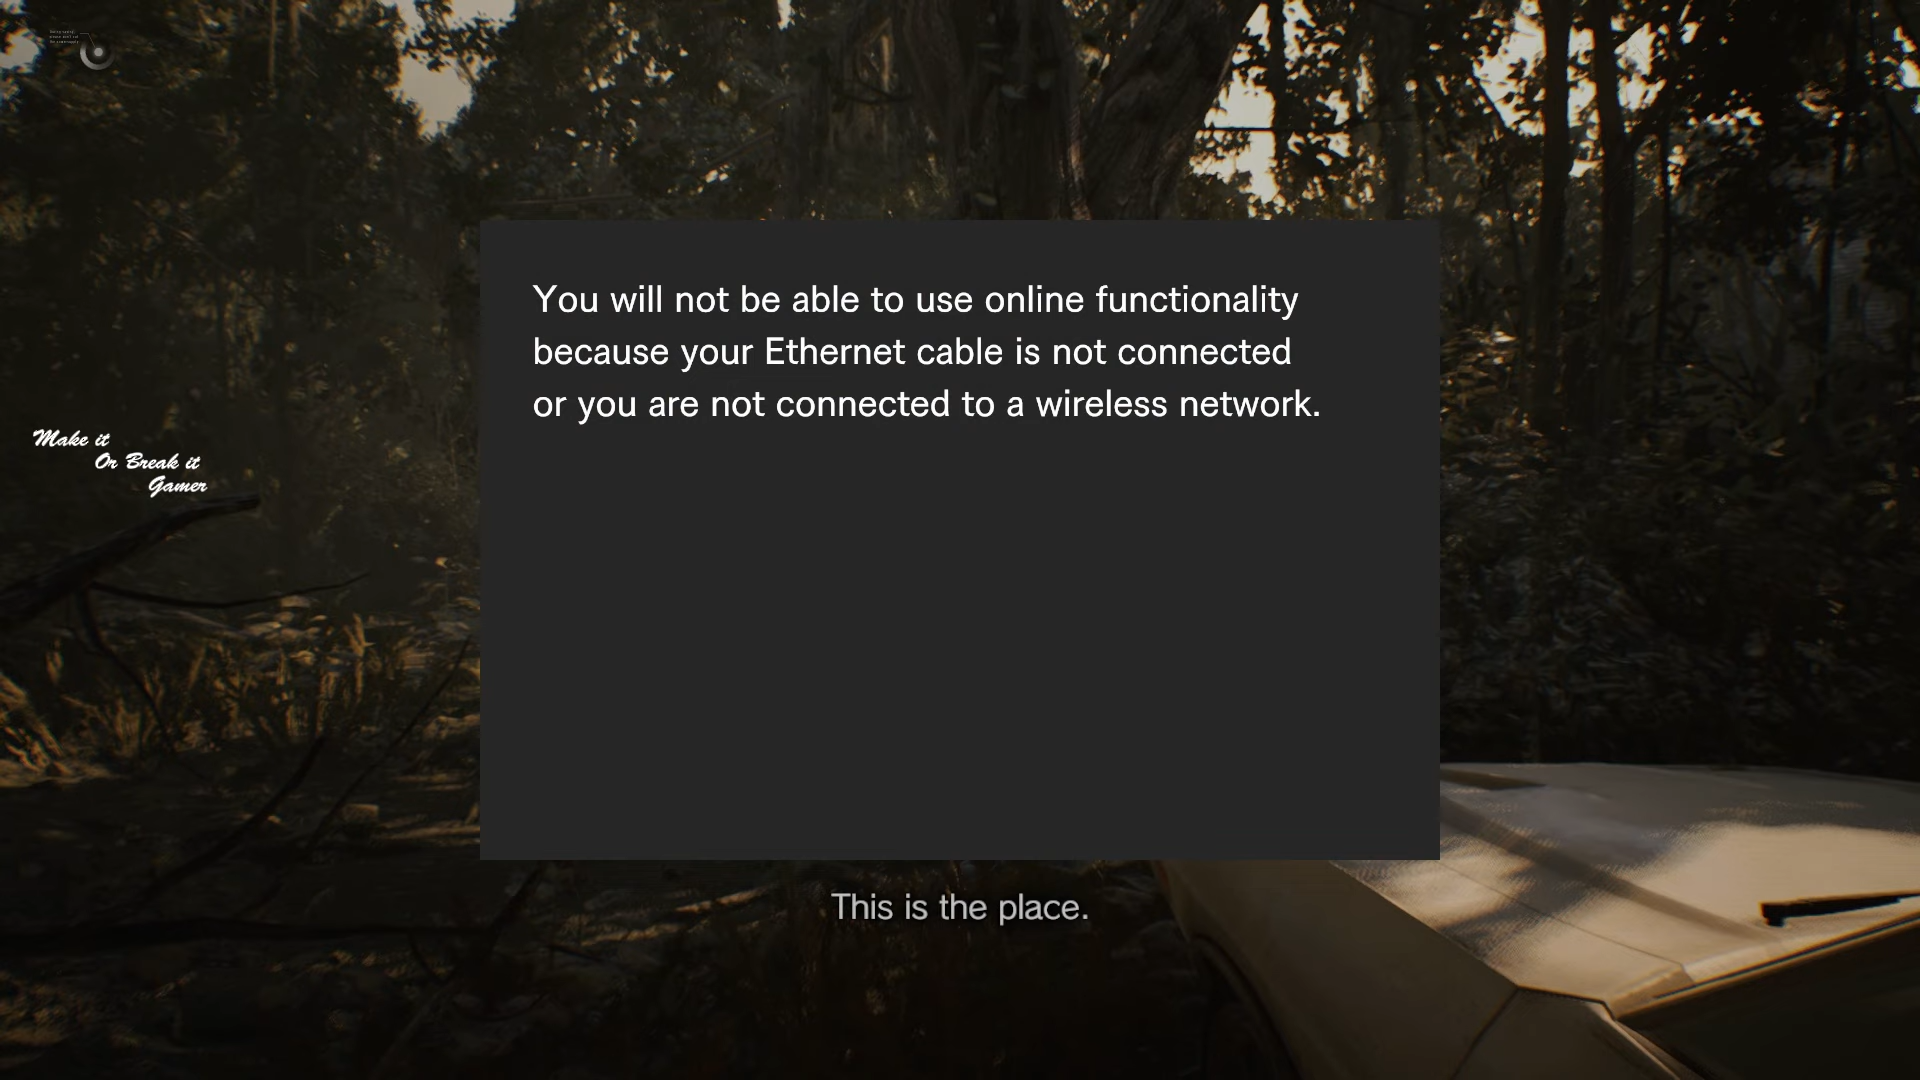 You will not be able to use online functionality
because your Ethernet cable is not connected
or you are not connected to a wireless network.
Make it
Or Break it
Gamer
This is the place.